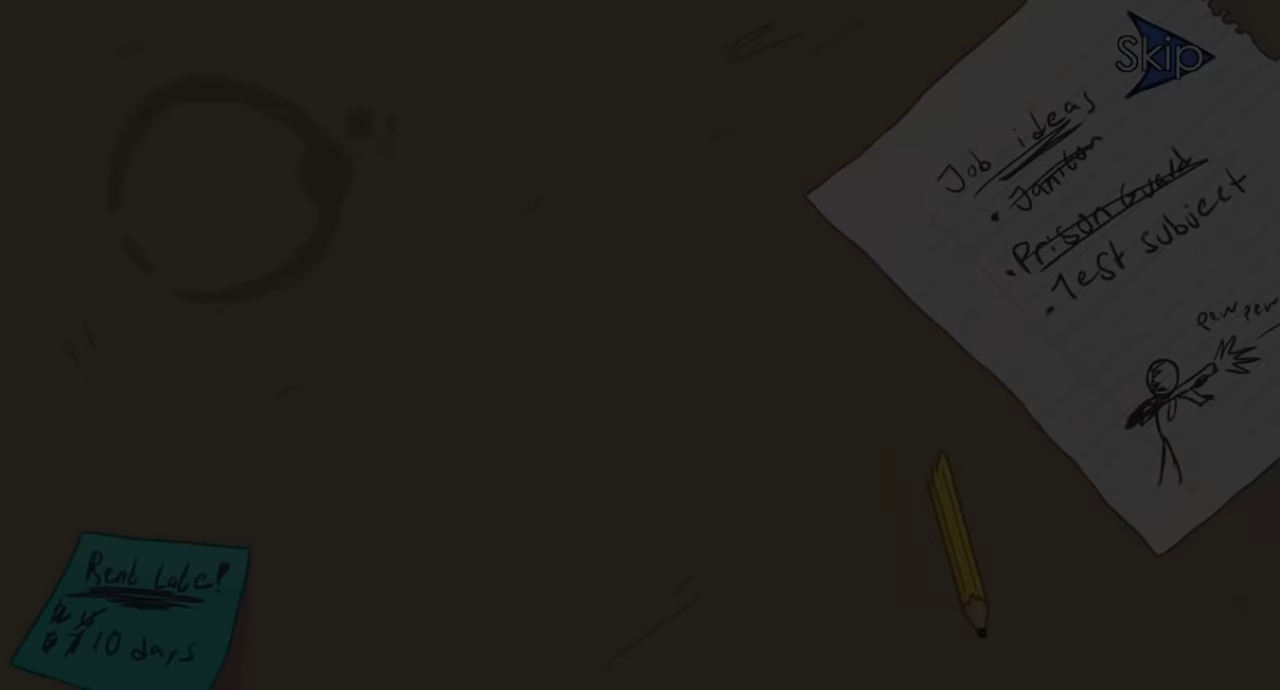 Skip
Job ideas
• Janitor
• Prison Guard
• Test subject
pew pew
Rent Late!
10 days